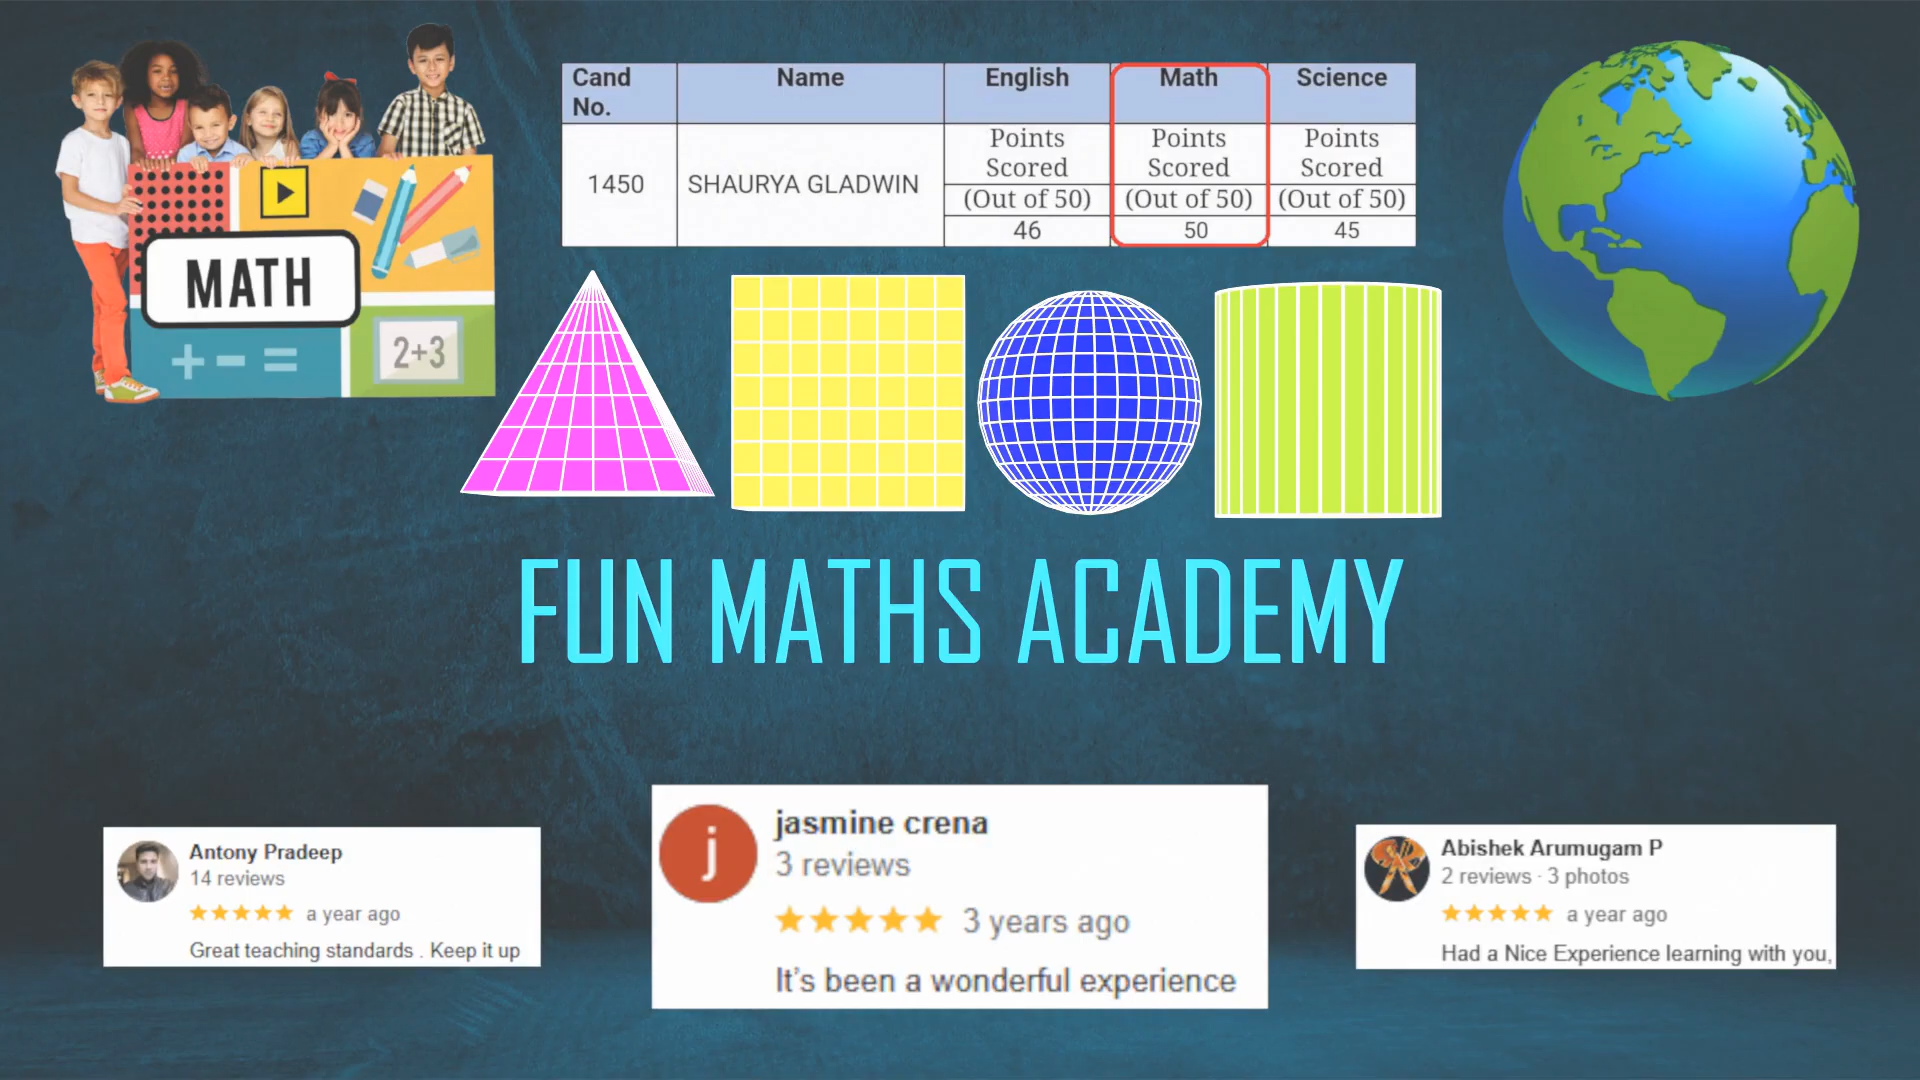 Cand No.
Name
English
Math
Science
1450
SHAURYA GLADWIN
Points Scored
Points Scored
Points Scored
(Out of 50)
(Out of 50)
(Out of 50)
46
50
45
MATH
+ − =
2+3
FUN MATHS ACADEMY
Antony Pradeep
14 reviews
a year ago
Great teaching standards . Keep it up
j
jasmine crena
3 reviews
3 years ago
It's been a wonderful experience
Abishek Arumugam P
2 reviews · 3 photos
a year ago
Had a Nice Experience learning with you,